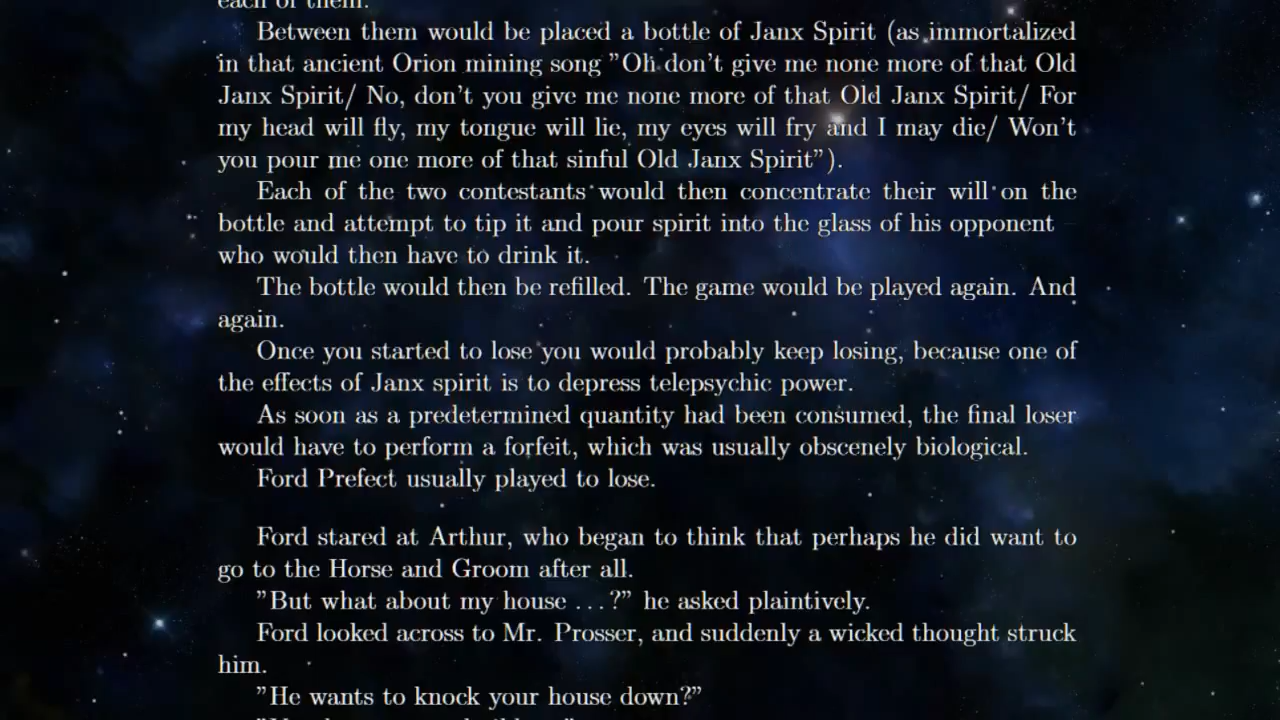 each of them.
Between them would be placed a bottle of Janx Spirit (as immortalized
in that ancient Orion mining song "Oh don't give me none more of that Old
Janx Spirit/ No, don't you give me none more of that Old Janx Spirit/ For
my head will fly, my tongue will lie, my eyes will fry and I may die/ Won't
you pour me one more of that sinful Old Janx Spirit").
Each of the two contestants would then concentrate their will on the
bottle and attempt to tip it and pour spirit into the glass of his opponent
who would then have to drink it.
The bottle would then be refilled. The game would be played again. And
again.
Once you started to lose you would probably keep losing, because one of
the effects of Janx spirit is to depress telepsychic power.
As soon as a predetermined quantity had been consumed, the final loser
would have to perform a forfeit, which was usually obscenely biological.
Ford Prefect usually played to lose.
Ford stared at Arthur, who began to think that perhaps he did want to
go to the Horse and Groom after all.
"But what about my house ...?" he asked plaintively.
Ford looked across to Mr. Prosser, and suddenly a wicked thought struck
him.
"He wants to knock your house down?"